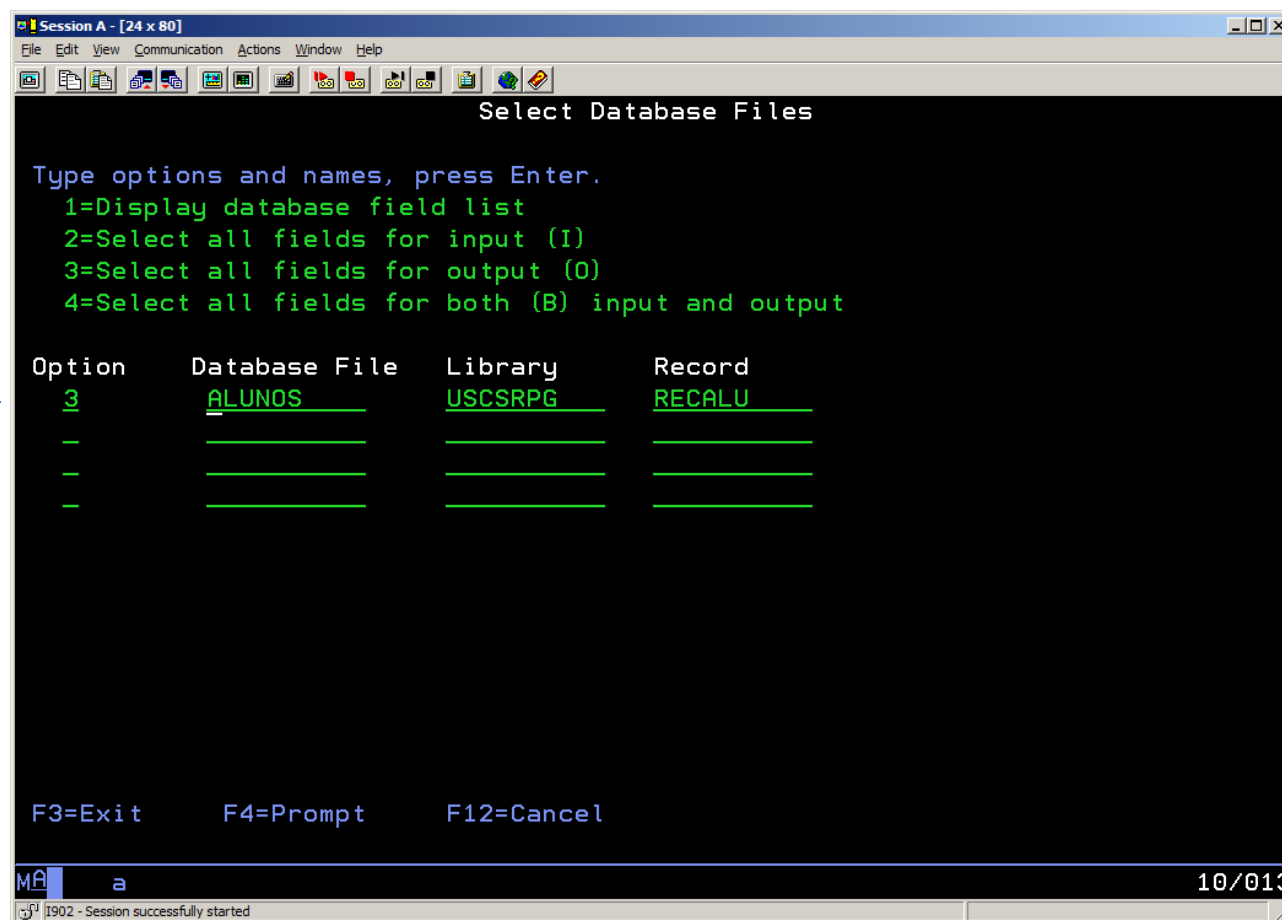 Session A - [24 x 80]
File Edit View Communication Actions Window Help
Select Database Files
Type options and names, press Enter.
1=Display database field list
2=Select all fields for input (I)
3=Select all fields for output (O)
4=Select all fields for both (B) input and output
Option Database File Library Record
3 ALUNOS USCSRPG RECALU
F3=Exit F4=Prompt F12=Cancel
MA a 10/013
I902 - Session successfully started